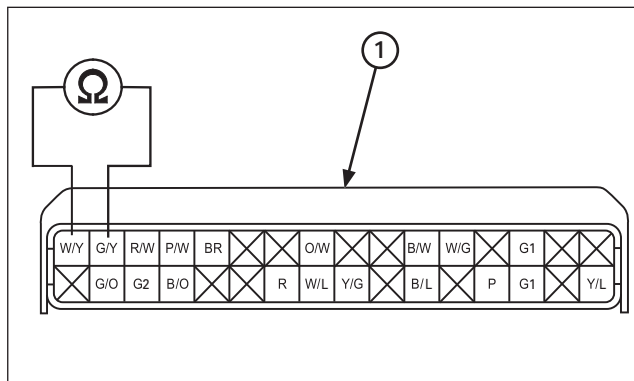 1
Ω
W/Y G/Y R/W P/W BR O/W B/W W/G G1
G/O G2 B/O R W/L Y/G B/L P G1 Y/L